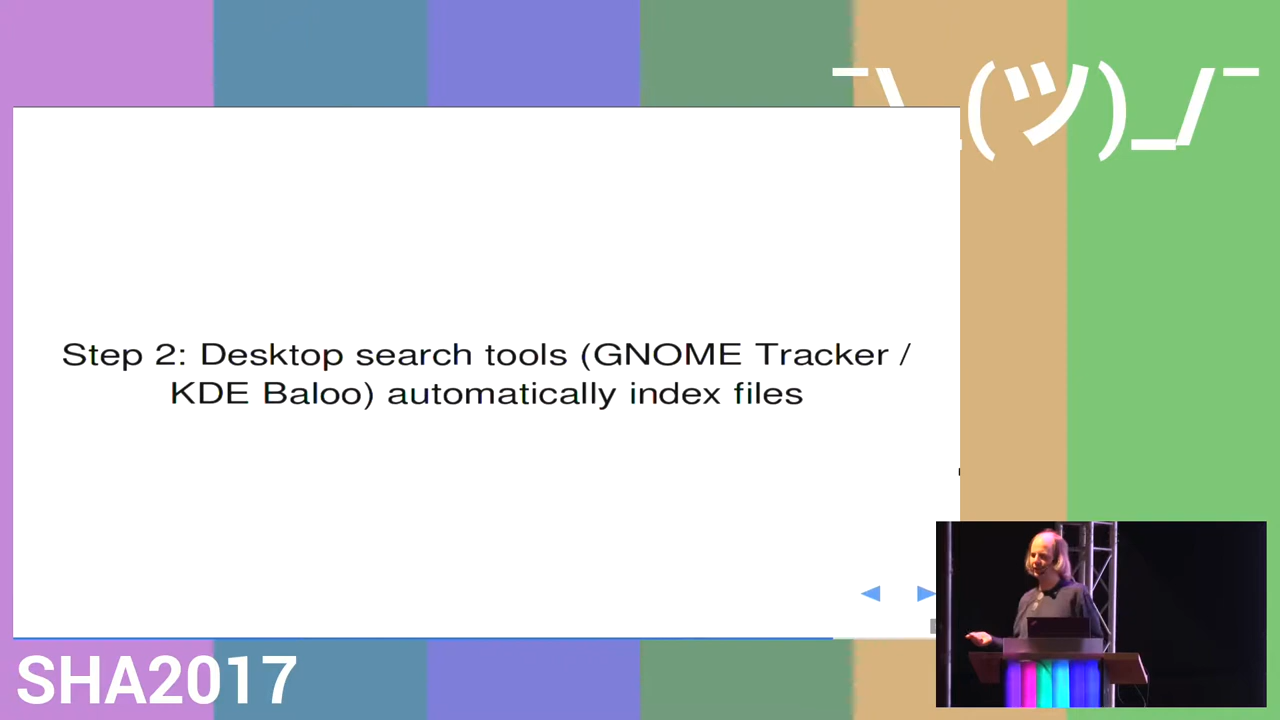 ¯\_(ツ)_/¯
Step 2: Desktop search tools (GNOME Tracker /
KDE Baloo) automatically index files
SHA2017